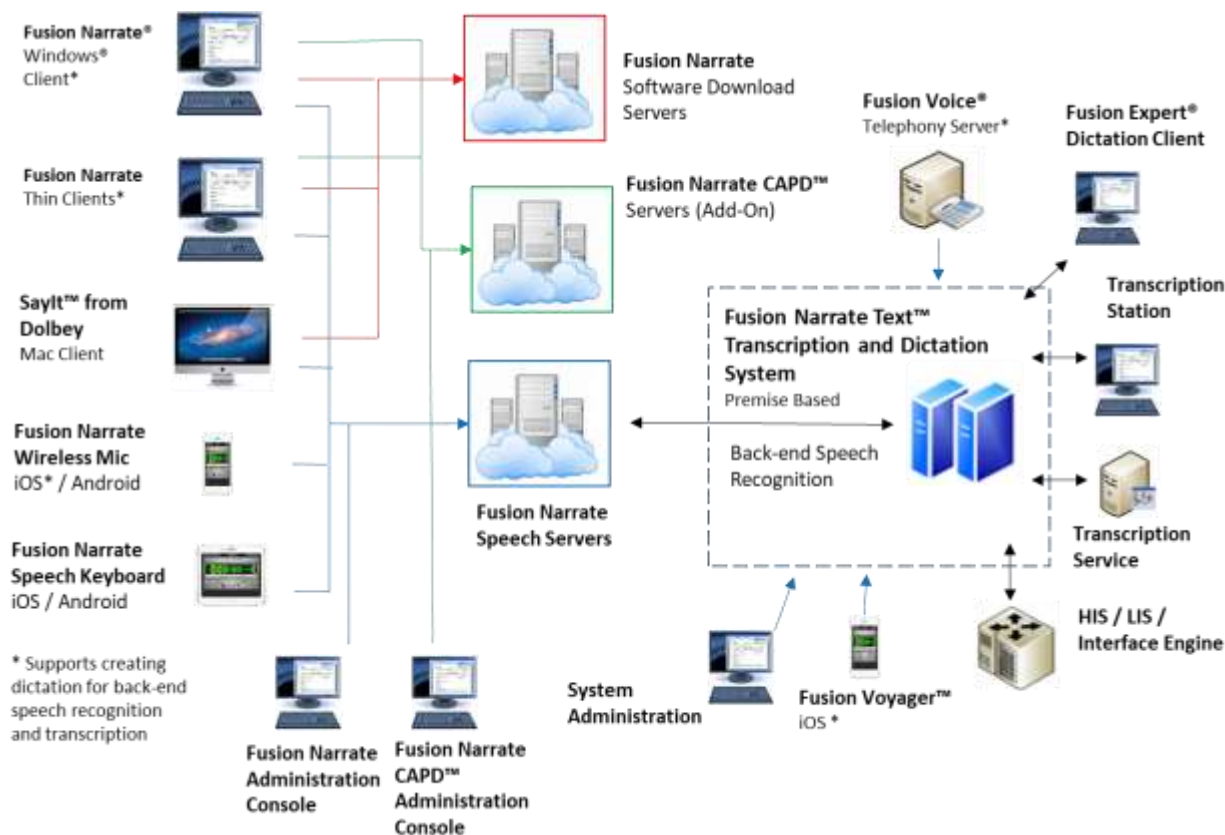 Fusion Narrate®
Windows®
Client*
Fusion Narrate
Thin Clients*
SayIt™ from
Dolbey
Mac Client
Fusion Narrate
Wireless Mic
iOS* / Android
Fusion Narrate
Speech Keyboard
iOS / Android
* Supports creating
dictation for back-end
speech recognition
and transcription
Fusion Narrate
Administration
Console
Fusion Narrate
CAPD™
Administration
Console
Fusion Narrate
Software Download
Servers
Fusion Narrate CAPD™
Servers (Add-On)
Fusion Narrate
Speech Servers
Fusion Voice®
Telephony Server*
Fusion Expert®
Dictation Client
Fusion Narrate Text™
Transcription and Dictation
System
Premise Based
Back-end Speech
Recognition
Transcription
Station
Transcription
Service
HIS / LIS /
Interface Engine
System
Administration
Fusion Voyager™
iOS *